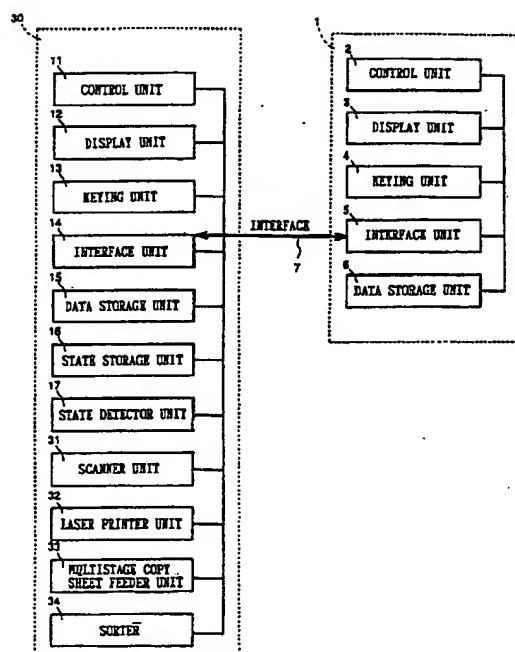 30
11
CONTROL UNIT
12
DISPLAY UNIT
13
KEYING UNIT
14
INTERFACE UNIT
15
DATA STORAGE UNIT
16
STATE STORAGE UNIT
17
STATE DETECTOR UNIT
31
SCANNER UNIT
32
LASER PRINTER UNIT
33
MULTISTAGE COPY
SHEET FEEDER UNIT
34
SORTER
INTERFACE
7
1
2
CONTROL UNIT
3
DISPLAY UNIT
4
KEYING UNIT
5
INTERFACE UNIT
6
DATA STORAGE UNIT